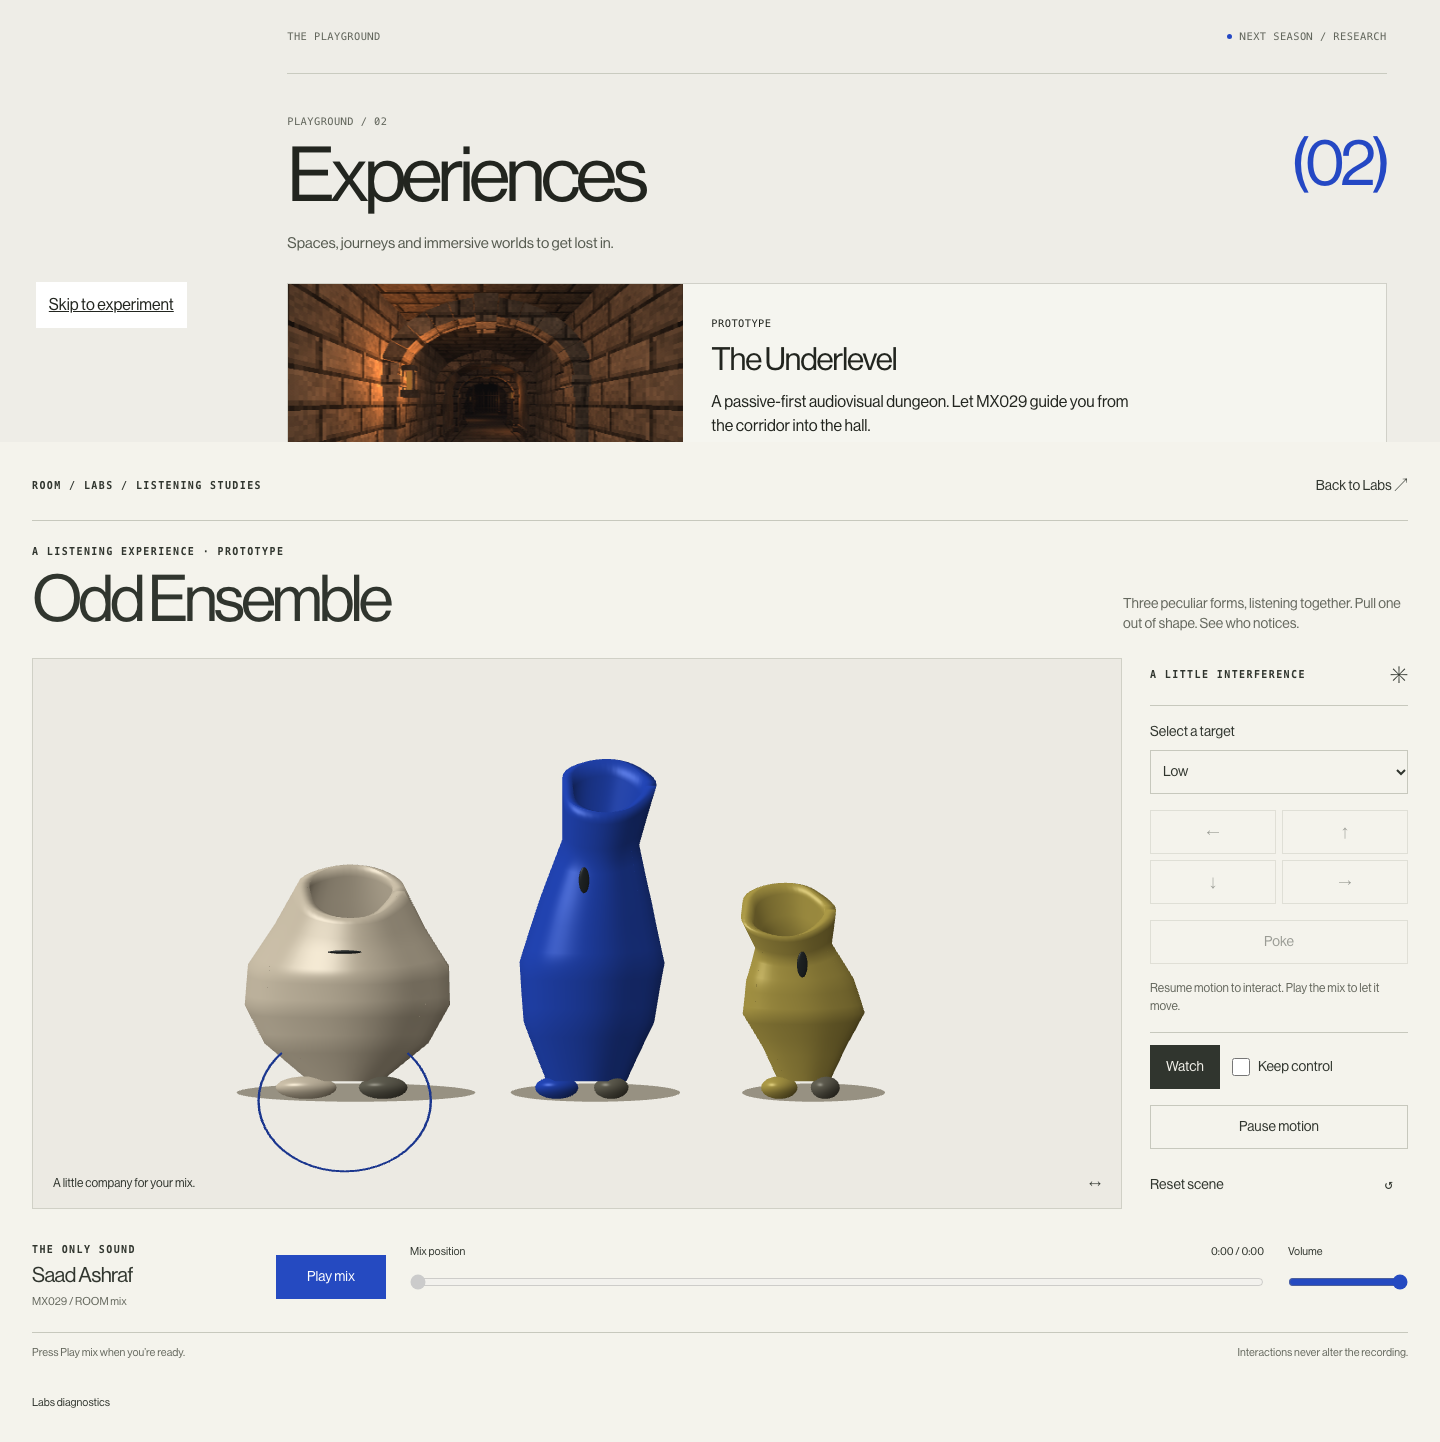 THE PLAYGROUND
NEXT SEASON / RESEARCH
PLAYGROUND / 02
Experiences
(02)
Spaces, journeys and immersive worlds to get lost in.
Skip to experiment
PROTOTYPE
The Underlevel
A passive-first audiovisual dungeon. Let MX029 guide you from
the corridor into the hall.
ROOM / LABS / LISTENING STUDIES
Back to Labs ↗
A LISTENING EXPERIENCE · PROTOTYPE
Odd Ensemble
Three peculiar forms, listening together. Pull one
out of shape. See who notices.
A LITTLE INTERFERENCE
Select a target
Low
← ↑
↓ →
Poke
Resume motion to interact. Play the mix to let it
move.
Watch
Keep control
Pause motion
A little company for your mix.
↔
Reset scene ↺
THE ONLY SOUND
Saad Ashraf
MX029 / ROOM mix
Play mix
Mix position
0:00 / 0:00
Volume
Press Play mix when you're ready.
Interactions never alter the recording.
Labs diagnostics